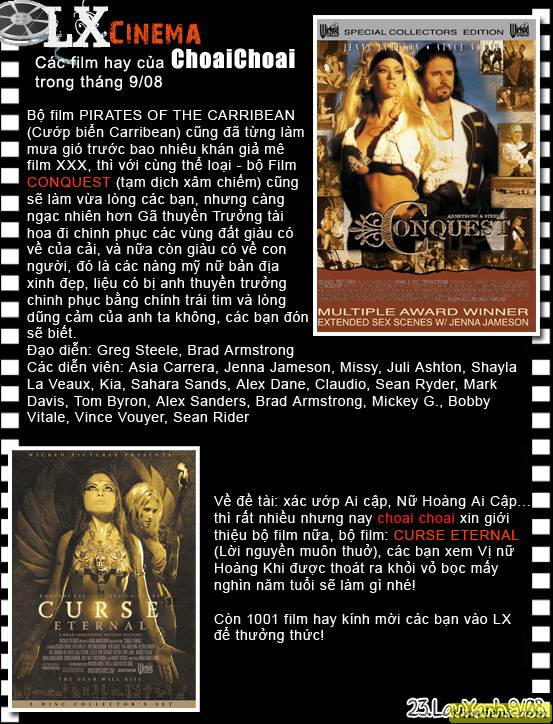 LX CINEMA
Các film hay của ChoaiChoai
trong tháng 9/08
Bộ film PIRATES OF THE CARRIBEAN
(Cướp biển Carribean) cũng đã từng làm
mưa gió trước bao nhiêu khán giả mê
film XXX, thì với cùng thể loại - bộ Film
CONQUEST (tạm dịch xâm chiếm) cũng
sẽ làm vừa lòng các bạn, nhưng càng
ngạc nhiên hơn Gã thuyền Trưởng tài
hoa đi chinh phục các vùng đất giàu có
về của cải, và nữa còn giàu có về con
người, đó là các nàng mỹ nữ bản địa
xinh đẹp, liệu có bị anh thuyền trưởng
chinh phục bằng chính trái tim và lòng
dũng cảm của anh ta không, các bạn đón
sẽ biết.
Đạo diễn: Greg Steele, Brad Armstrong
Các diễn viên: Asia Carrera, Jenna Jameson, Missy, Juli Ashton, Shayla
La Veaux, Kia, Sahara Sands, Alex Dane, Claudio, Sean Ryder, Mark
Davis, Tom Byron, Alex Sanders, Brad Armstrong, Mickey G., Bobby
Vitale, Vince Vouyer, Sean Rider
SPECIAL COLLECTORS EDITION
JENNA JAMESON • VINCE
ARMSTRONG & STEELE'S
CONQUEST
MULTIPLE AWARD WINNER
EXTENDED SEX SCENES W/ JENNA JAMESON
WICKED PICTURES PRESENTS
CURSE
ETERNAL
A BRAD ARMSTRONG MOTION PICTURE
THE DEAD WILL RISE
2 DISC COLLECTOR'S SET
Về đề tài: xác ướp Ai cập, Nữ Hoàng Ai Cập...
thì rất nhiều nhưng nay choai choai xin giới
thiệu bộ film nữa, bộ film: CURSE ETERNAL
(Lời nguyền muôn thuở), các bạn xem Vị nữ
Hoàng Khi được thoát ra khỏi vỏ bọc mấy
nghìn năm tuổi sẽ làm gì nhé!
Còn 1001 film hay kính mời các bạn vào LX
để thưởng thức!